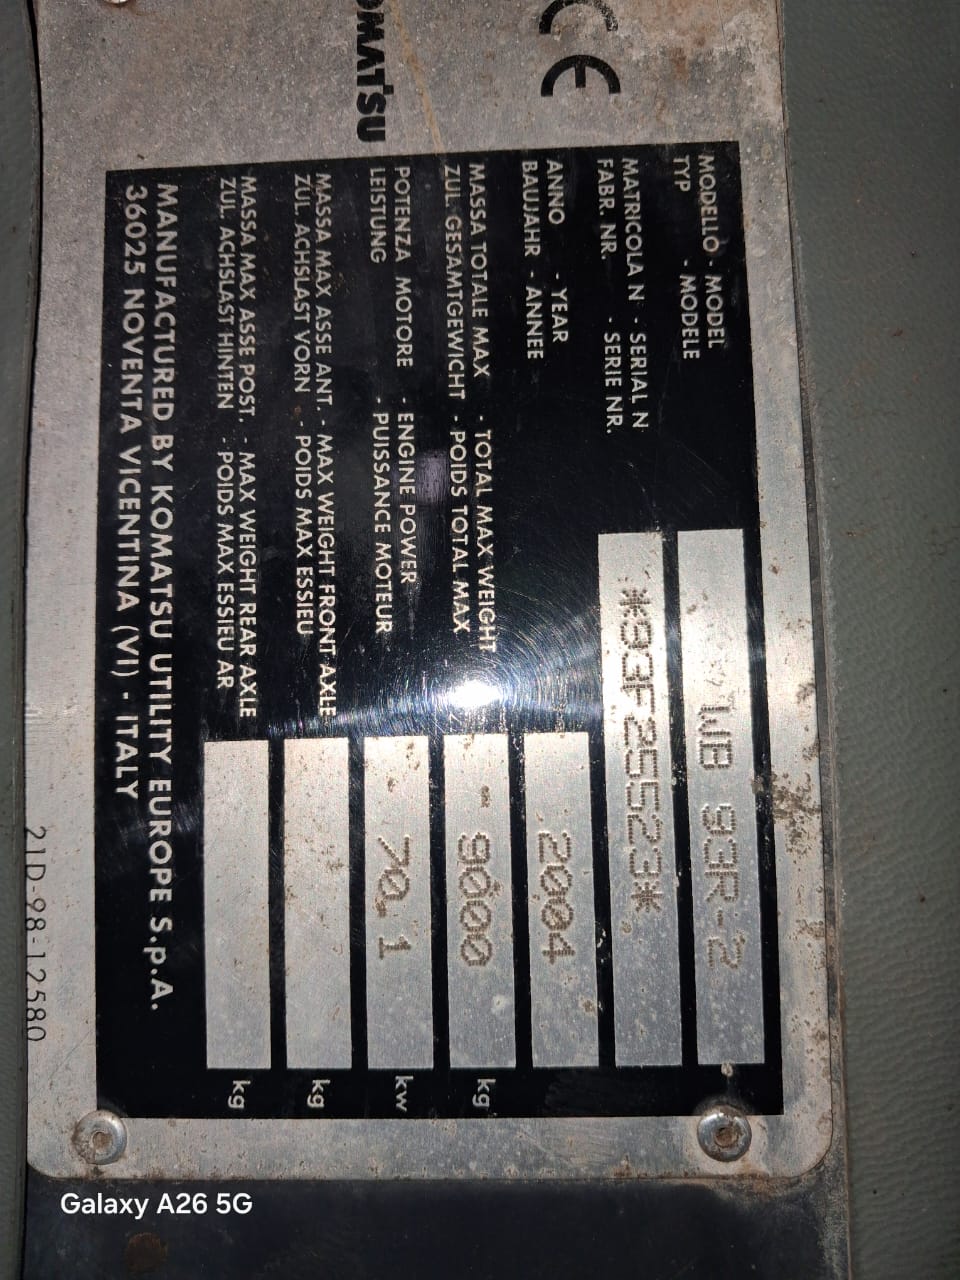 CE
KOMATSU
MODELLO · MODEL
TYP · MODELE
WB 93R-2
MATRICOLA N · SERIAL N
FABR. NR. · SERIE NR.
*93F25523*
ANNO · YEAR
BAUJAHR · ANNEE
2004
MASSA TOTALE MAX · TOTAL MAX WEIGHT
ZUL. GESAMTGEWICHT · POIDS TOTAL MAX
9000 kg
POTENZA MOTORE · ENGINE POWER
LEISTUNG · PUISSANCE MOTEUR
70.1 kw
MASSA MAX ASSE ANT. · MAX WEIGHT FRONT AXLE
ZUL. ACHSLAST VORN · POIDS MAX ESSIEU
kg
MASSA MAX ASSE POST. · MAX WEIGHT REAR AXLE
ZUL. ACHSLAST HINTEN · POIDS MAX ESSIEU AR
kg
MANUFACTURED BY KOMATSU UTILITY EUROPE S.p.A.
36025 NOVENTA VICENTINA (VI) - ITALY
21D-98-12580
Galaxy A26 5G